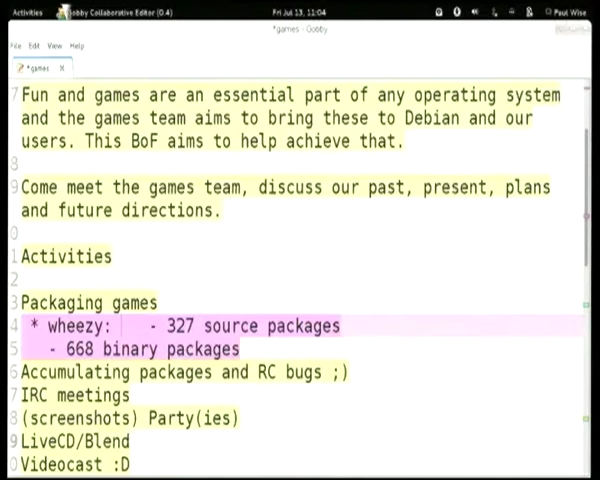 Activities
Gobby Collaborative Editor (0.4)
Fri Jul 13, 11:04
Paul Wise
*games - Gobby
File Edit View Help
*games x
7 Fun and games are an essential part of any operating system
and the games team aims to bring these to Debian and our
users. This BoF aims to help achieve that.
8
9 Come meet the games team, discuss our past, present, plans
and future directions.
0
1 Activities
2
3 Packaging games
4 * wheezy: - 327 source packages
5 - 668 binary packages
6 Accumulating packages and RC bugs ;)
7 IRC meetings
8 (screenshots) Party(ies)
9 LiveCD/Blend
0 Videocast :D